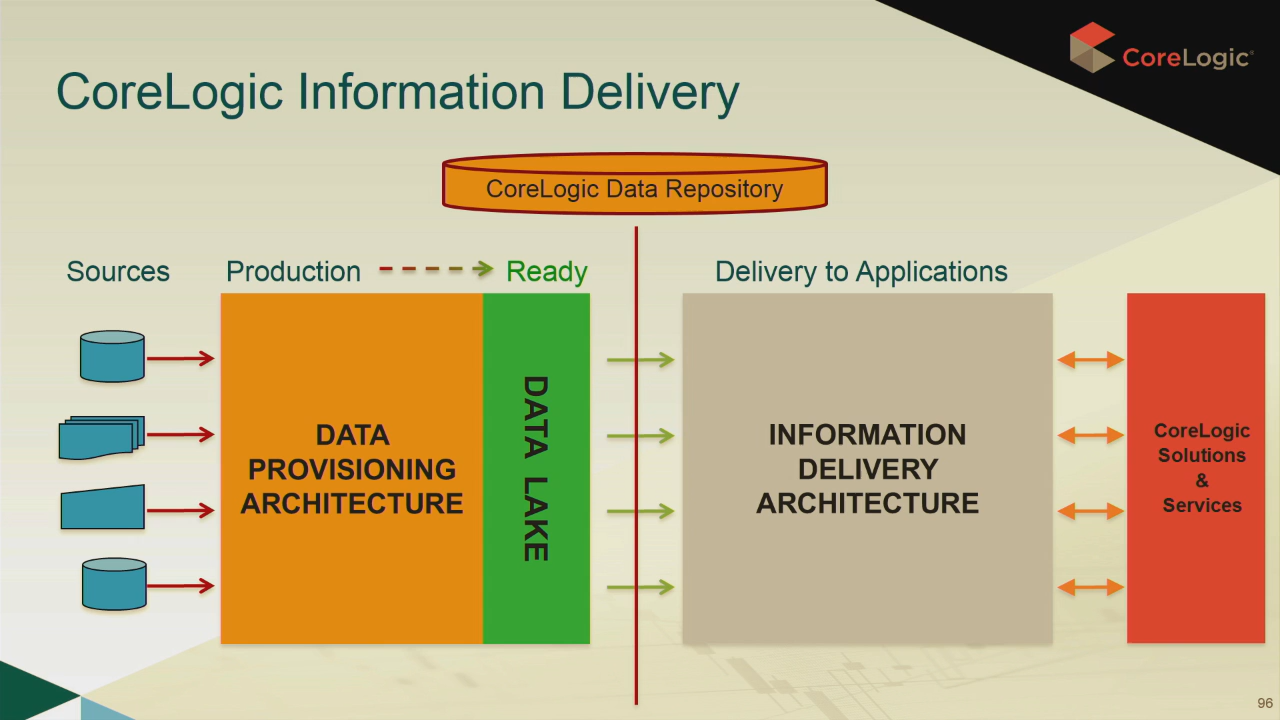 CoreLogic
CoreLogic Information Delivery
CoreLogic Data Repository
Sources
Production
Ready
Delivery to Applications
DATA
PROVISIONING
ARCHITECTURE
DATA LAKE
INFORMATION
DELIVERY
ARCHITECTURE
CoreLogic
Solutions
&
Services
96